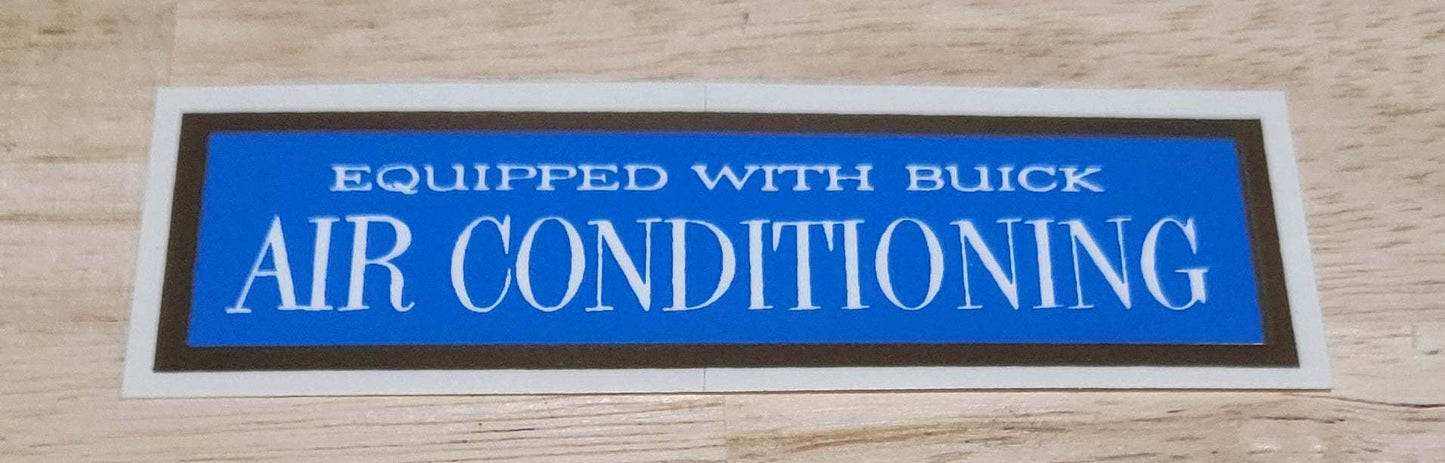 EQUIPPED WITH BUICK
AIR CONDITIONING